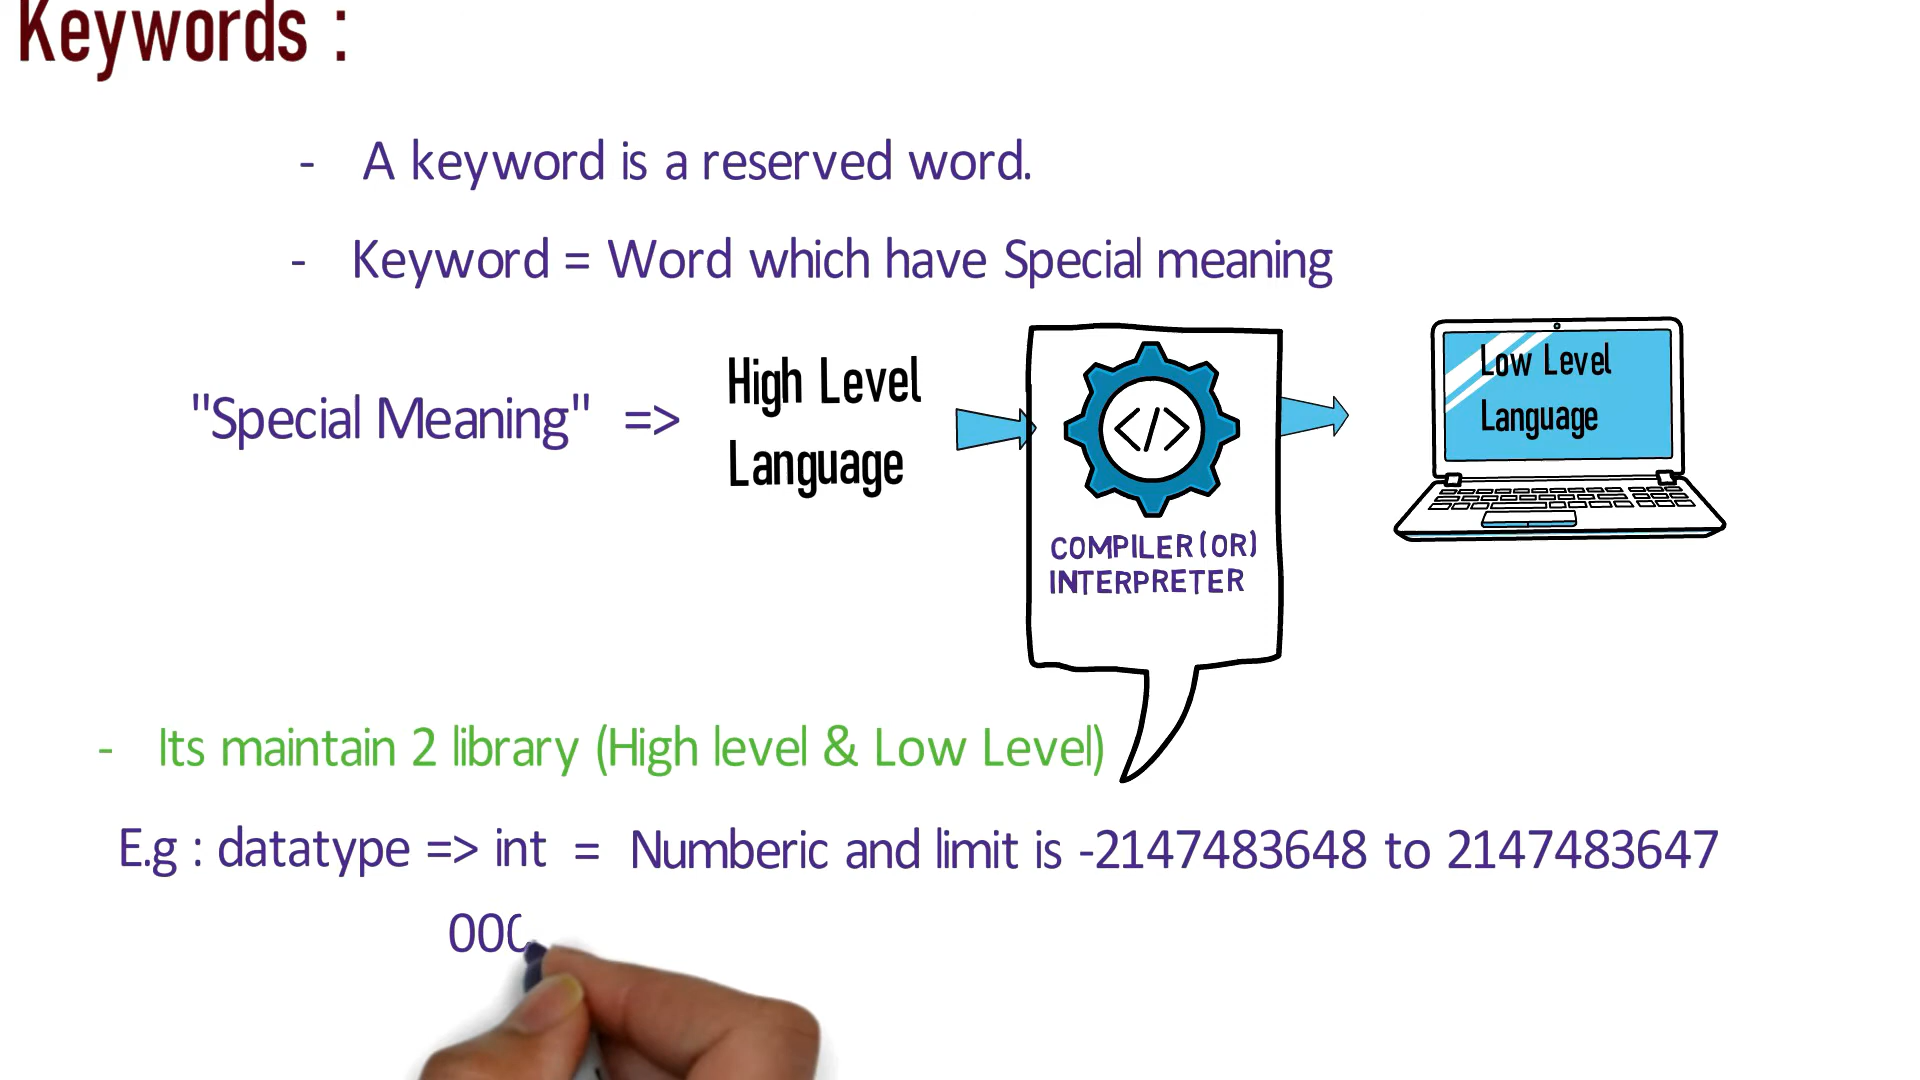 Keywords :
- A keyword is a reserved word.
- Keyword = Word which have Special meaning
"Special Meaning" =>
High Level
Language
</>
COMPILER(OR)
INTERPRETER
Low Level
Language
- Its maintain 2 library (High level & Low Level)
E.g : datatype => int = Numberic and limit is -2147483648 to 2147483647
000